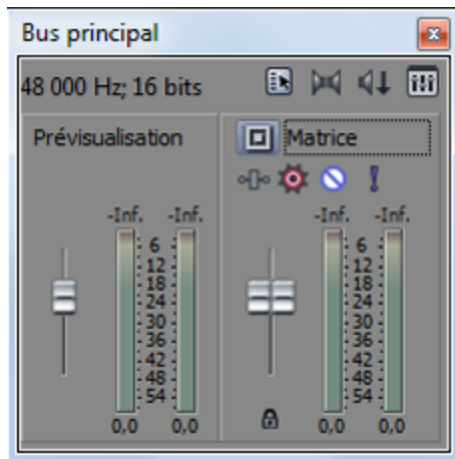 Bus principal
48 000 Hz; 16 bits
Prévisualisation
Matrice
-Inf. -Inf. -Inf. -Inf.
6 6
12 12
18 18
24 24
30 30
36 36
42 42
48 48
54 54
0,0 0,0 0,0 0,0